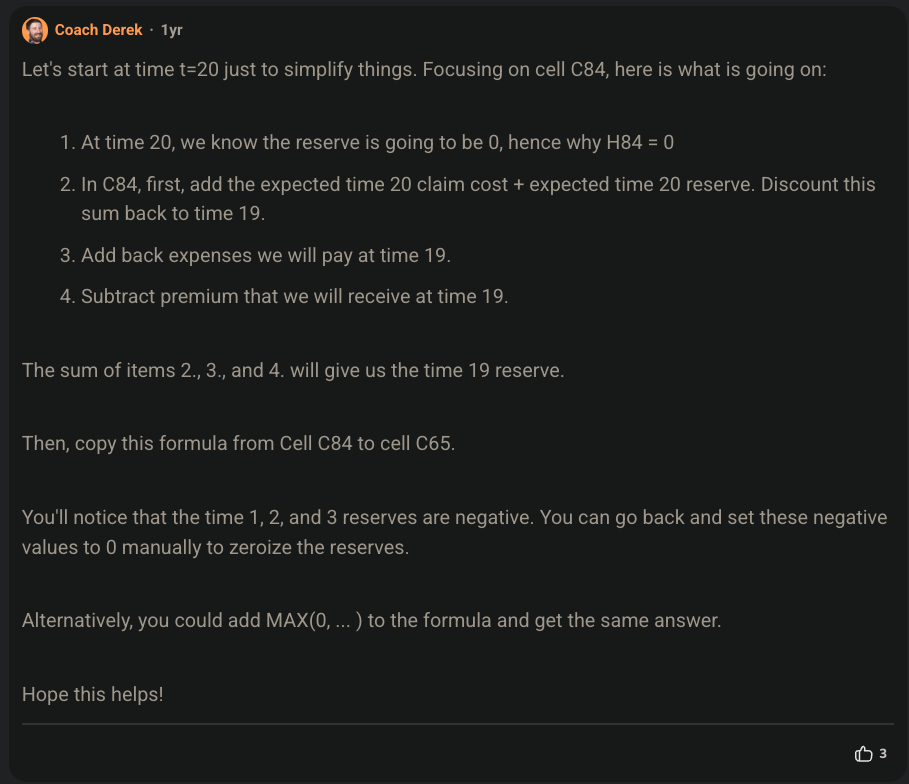 Coach Derek · 1yr
Let's start at time t=20 just to simplify things. Focusing on cell C84, here is what is going on:
1. At time 20, we know the reserve is going to be 0, hence why H84 = 0
2. In C84, first, add the expected time 20 claim cost + expected time 20 reserve. Discount this
sum back to time 19.
3. Add back expenses we will pay at time 19.
4. Subtract premium that we will receive at time 19.
The sum of items 2., 3., and 4. will give us the time 19 reserve.
Then, copy this formula from Cell C84 to cell C65.
You'll notice that the time 1, 2, and 3 reserves are negative. You can go back and set these negative
values to 0 manually to zeroize the reserves.
Alternatively, you could add MAX(0, ... ) to the formula and get the same answer.
Hope this helps!
3